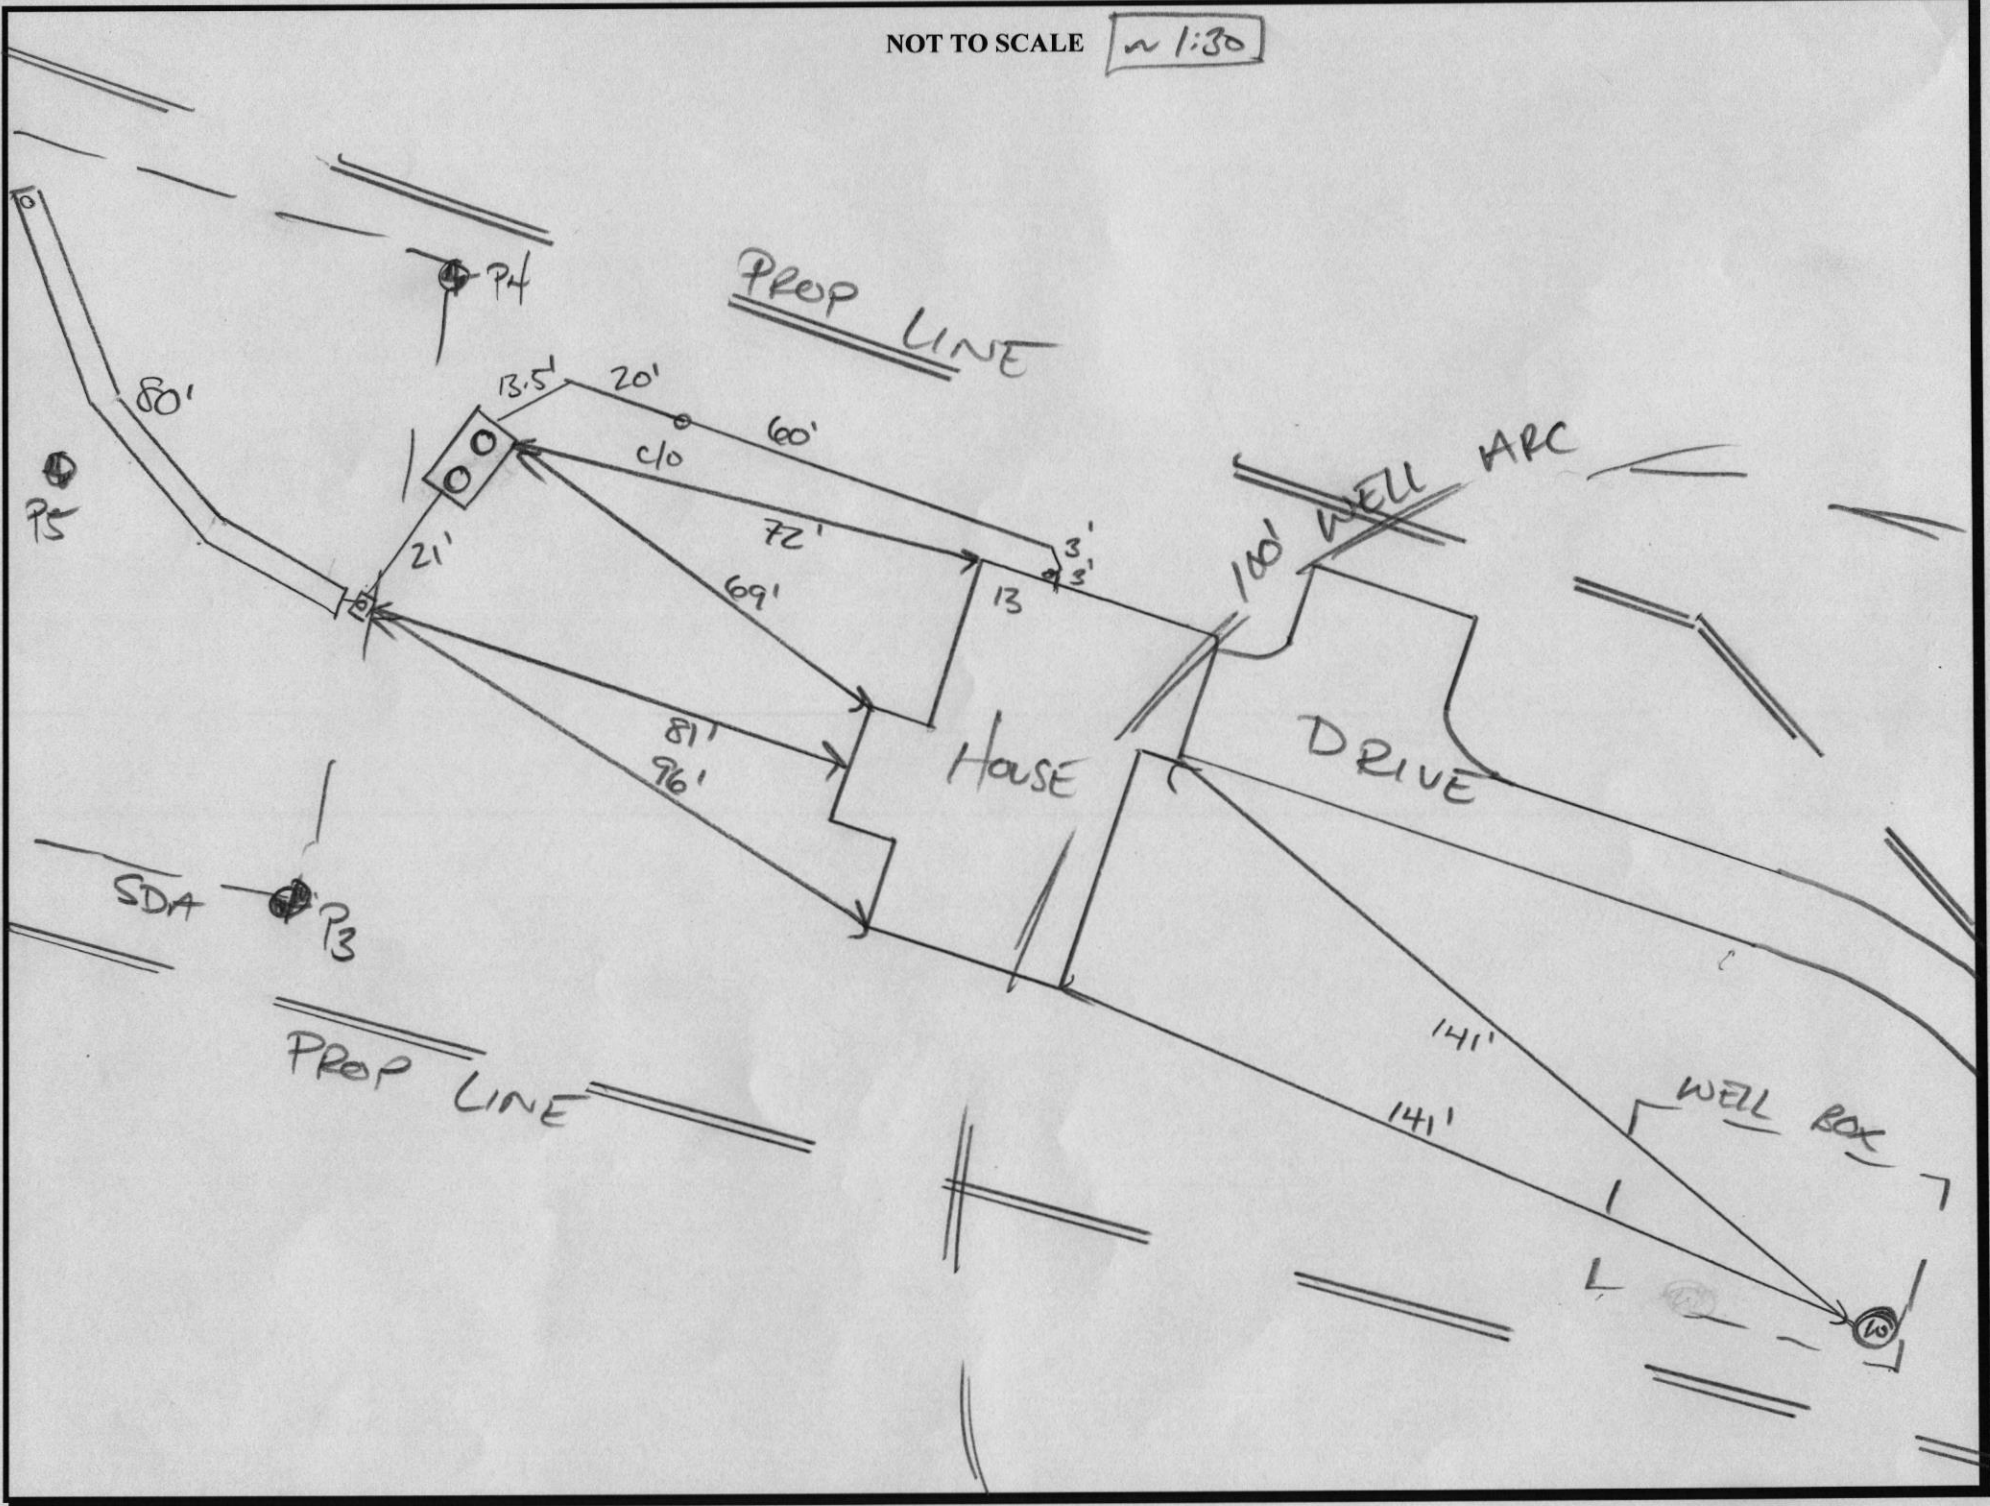 NOT TO SCALE ~ 1:30
P4
PROP LINE
80'
13.5'
20'
60'
c/o
P5
21'
72'
69'
3'
3'
13
100' WELL ARC
81'
96'
HOUSE
DRIVE
SDA
P3
PROP LINE
141'
141'
WELL BOX
W